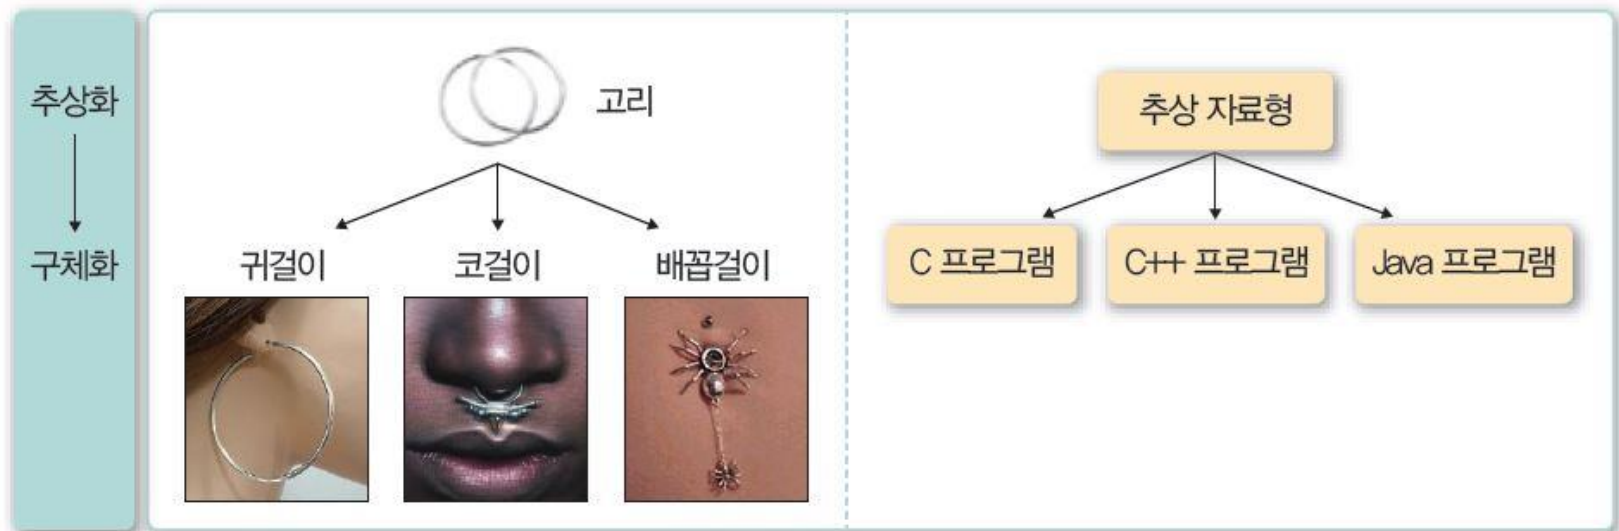 추상화
구체화
고리
귀걸이
코걸이
배꼽걸이
추상 자료형
C 프로그램
C++ 프로그램
Java 프로그램